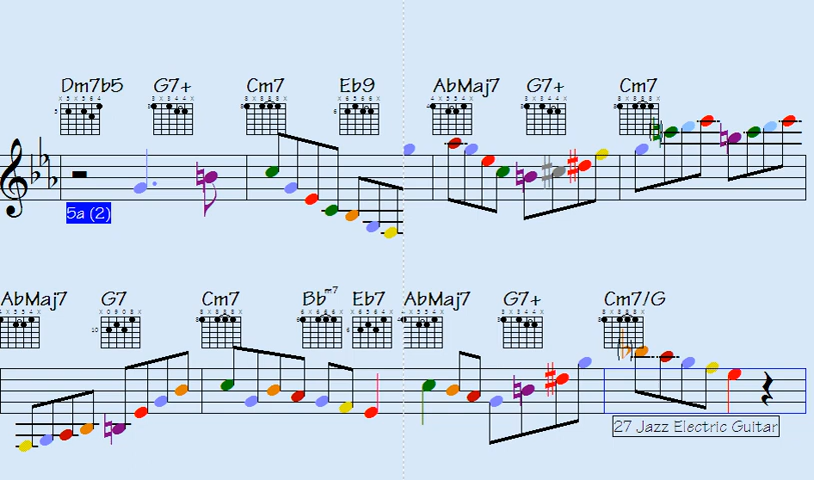 Dm7b5 G7+ Cm7 Eb9 AbMaj7 G7+ Cm7
5a (2)
AbMaj7 G7 Cm7 Bbm7 Eb7 AbMaj7 G7+ Cm7/G
27 Jazz Electric Guitar